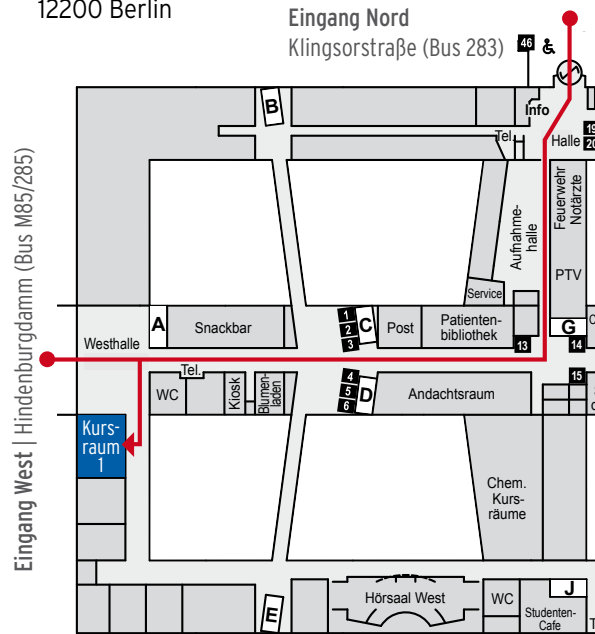 12200 Berlin
Eingang Nord
Klingsorstraße (Bus 283)
46
B
Info
Tel.
Halle
19
20
Eingang West | Hindenburgdamm (Bus M85/285)
Aufnahme-
halle
Feuerwehr
Notärzte
PTV
Service
A
Snackbar
1
2
3
C
Post
Patienten-
bibliothek
G
13
14
Westhalle
Tel.
WC
Kiosk
Blumen-
laden
4
5
6
D
Andachtsraum
15
Kurs-
raum
1
Chem.
Kurs-
räume
E
Hörsaal West
WC
J
Studenten-
Cafe